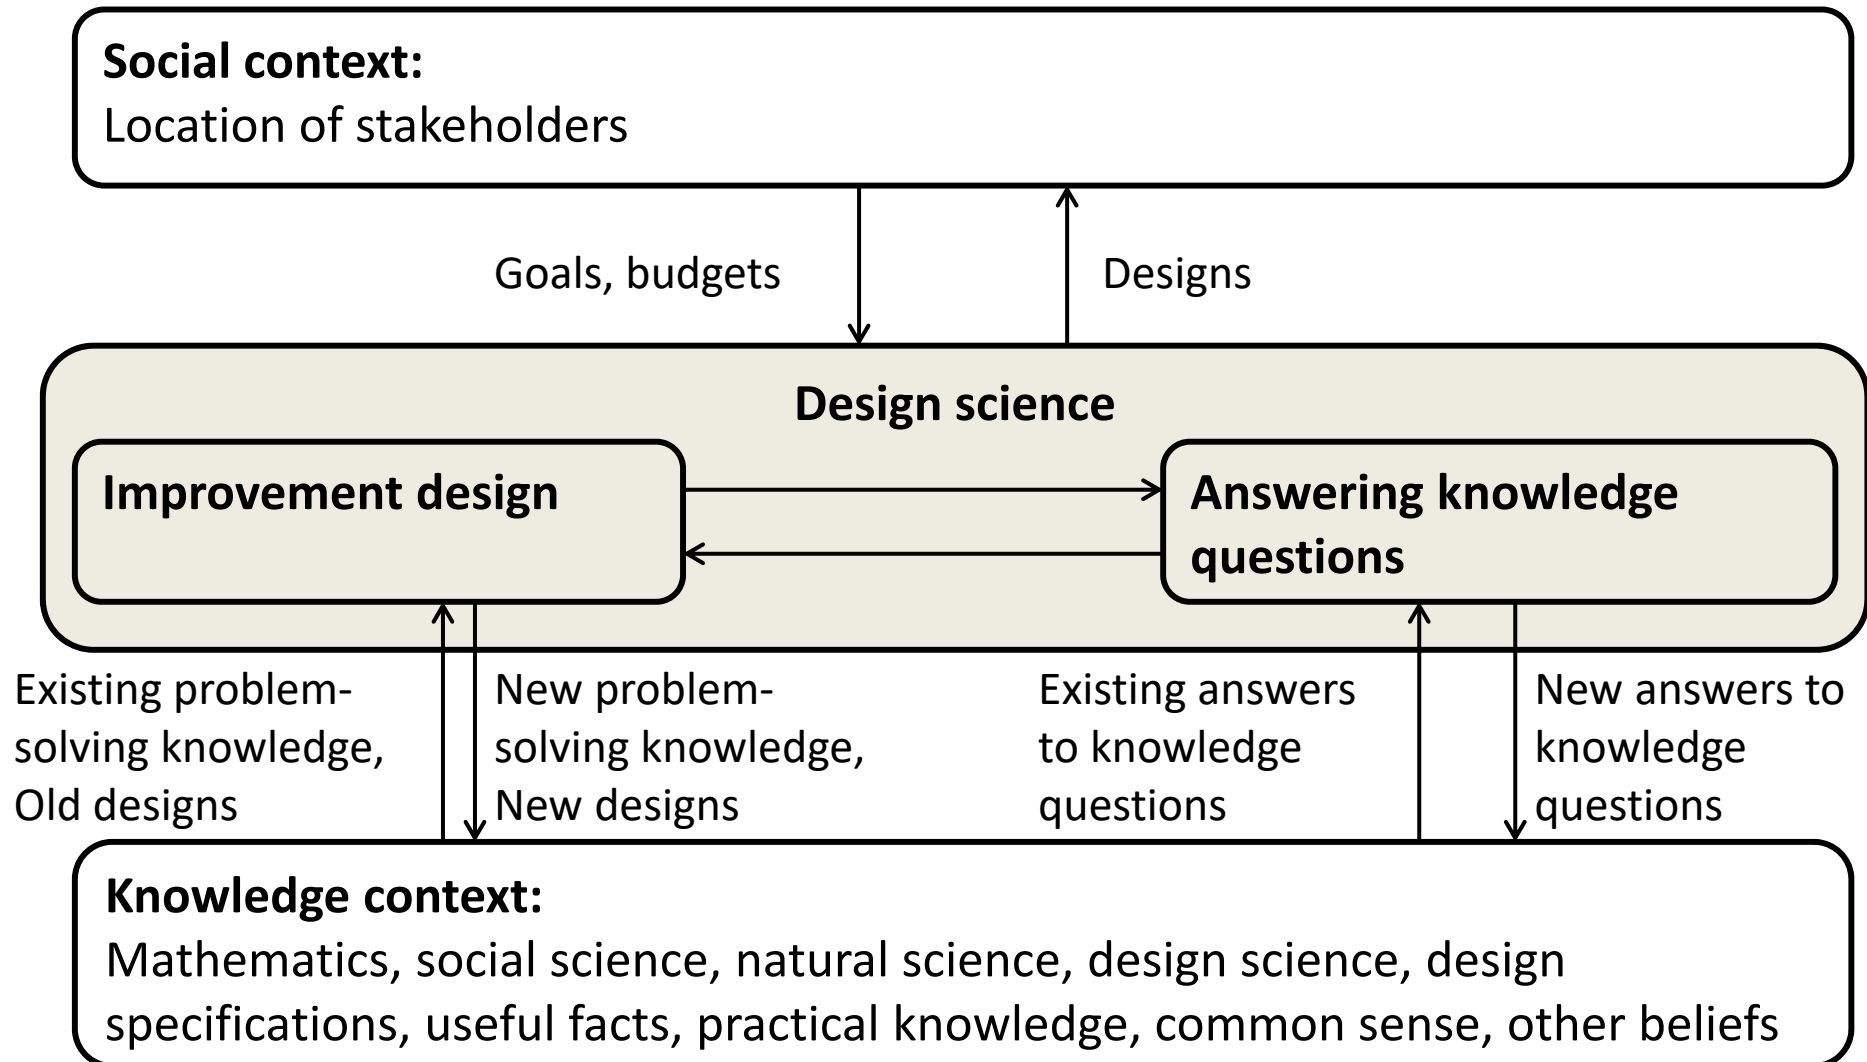 Social context:
Location of stakeholders
Goals, budgets
Designs
Design science
Improvement design
Answering knowledge
questions
Existing problem-
solving knowledge,
Old designs
New problem-
solving knowledge,
New designs
Existing answers
to knowledge
questions
New answers to
knowledge
questions
Knowledge context:
Mathematics, social science, natural science, design science, design
specifications, useful facts, practical knowledge, common sense, other beliefs